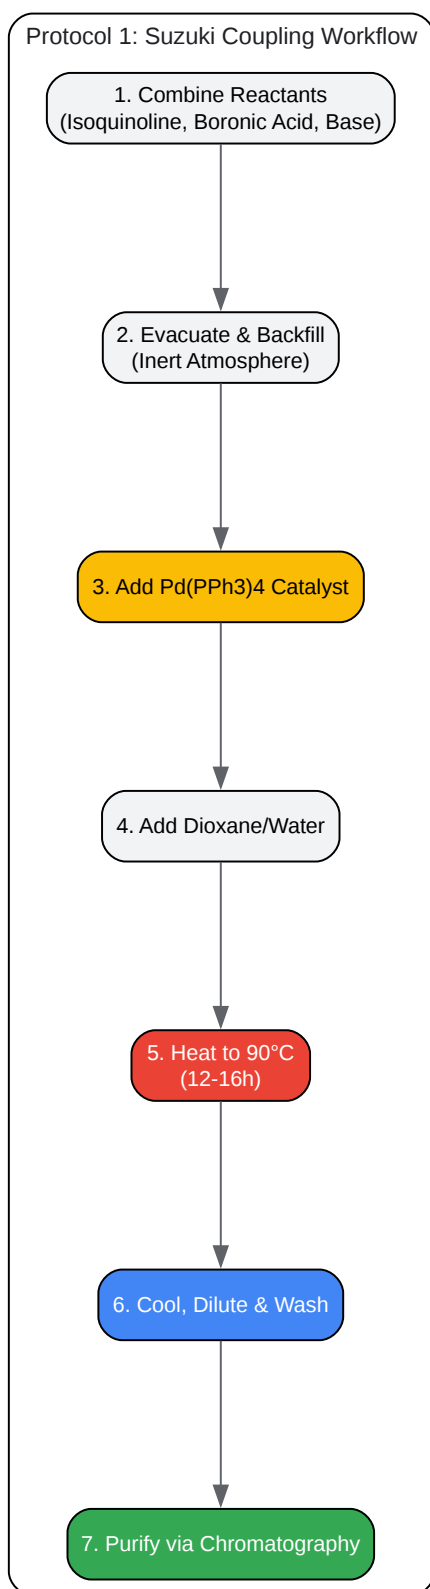 Protocol 1: Suzuki Coupling Workflow
1. Combine Reactants
(Isoquinoline, Boronic Acid, Base)
2. Evacuate & Backfill
(Inert Atmosphere)
3. Add Pd(PPh3)4 Catalyst
4. Add Dioxane/Water
5. Heat to 90°C
(12-16h)
6. Cool, Dilute & Wash
7. Purify via Chromatography